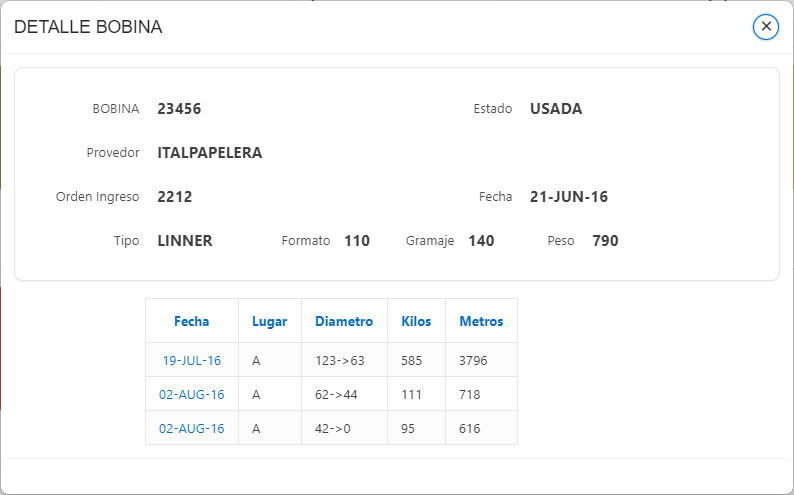 DETALLE BOBINA
BOBINA 23456 Estado USADA
Provedor ITALPAPELERA
Orden Ingreso 2212 Fecha 21-JUN-16
Tipo LINNER Formato 110 Gramaje 140 Peso 790
Fecha Lugar Diametro Kilos Metros
19-JUL-16 A 123->63 585 3796
02-AUG-16 A 62->44 111 718
02-AUG-16 A 42->0 95 616